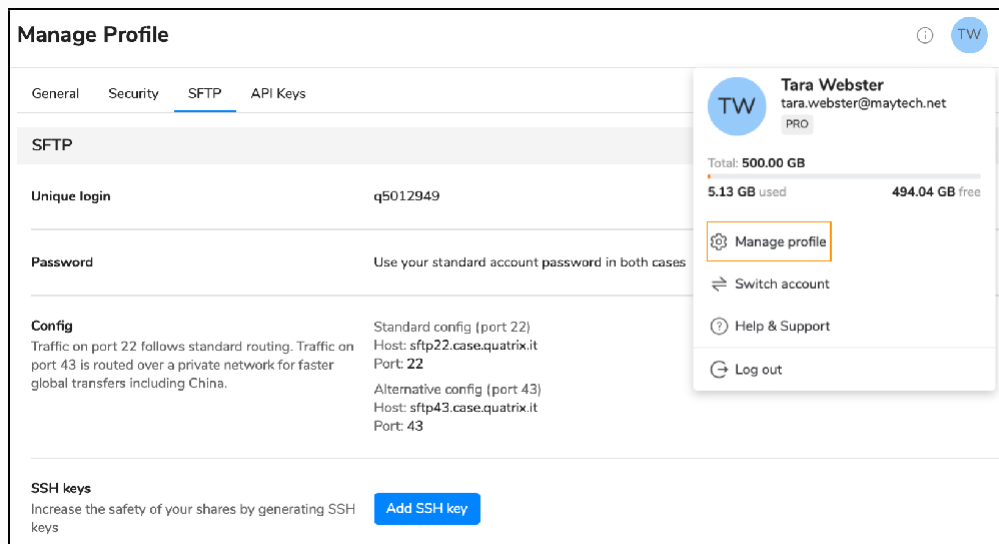 Manage Profile
TW
General Security SFTP API Keys
SFTP
Unique login
q5012949
Password
Use your standard account password in both cases
Config
Traffic on port 22 follows standard routing. Traffic on
port 43 is routed over a private network for faster
global transfers including China.
Standard config (port 22)
Host: sftp22.case.quatrix.it
Port: 22
Alternative config (port 43)
Host: sftp43.case.quatrix.it
Port: 43
SSH keys
Increase the safety of your shares by generating SSH
keys
Add SSH key
TW
Tara Webster
tara.webster@maytech.net
PRO
Total: 500.00 GB
5.13 GB used 494.04 GB free
Manage profile
Switch account
Help & Support
Log out